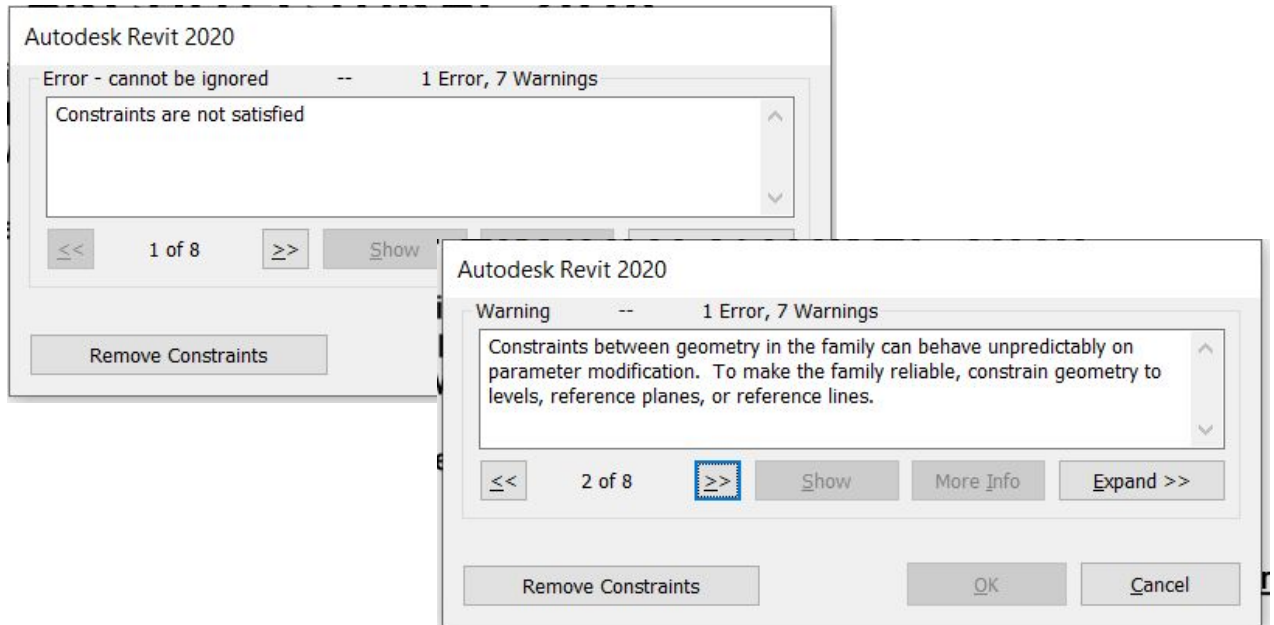 Autodesk Revit 2020
Error - cannot be ignored -- 1 Error, 7 Warnings
Constraints are not satisfied
<< 1 of 8 >> Show
Remove Constraints
Autodesk Revit 2020
Warning -- 1 Error, 7 Warnings
Constraints between geometry in the family can behave unpredictably on
parameter modification. To make the family reliable, constrain geometry to
levels, reference planes, or reference lines.
<< 2 of 8 >> Show More Info Expand >>
Remove Constraints OK Cancel